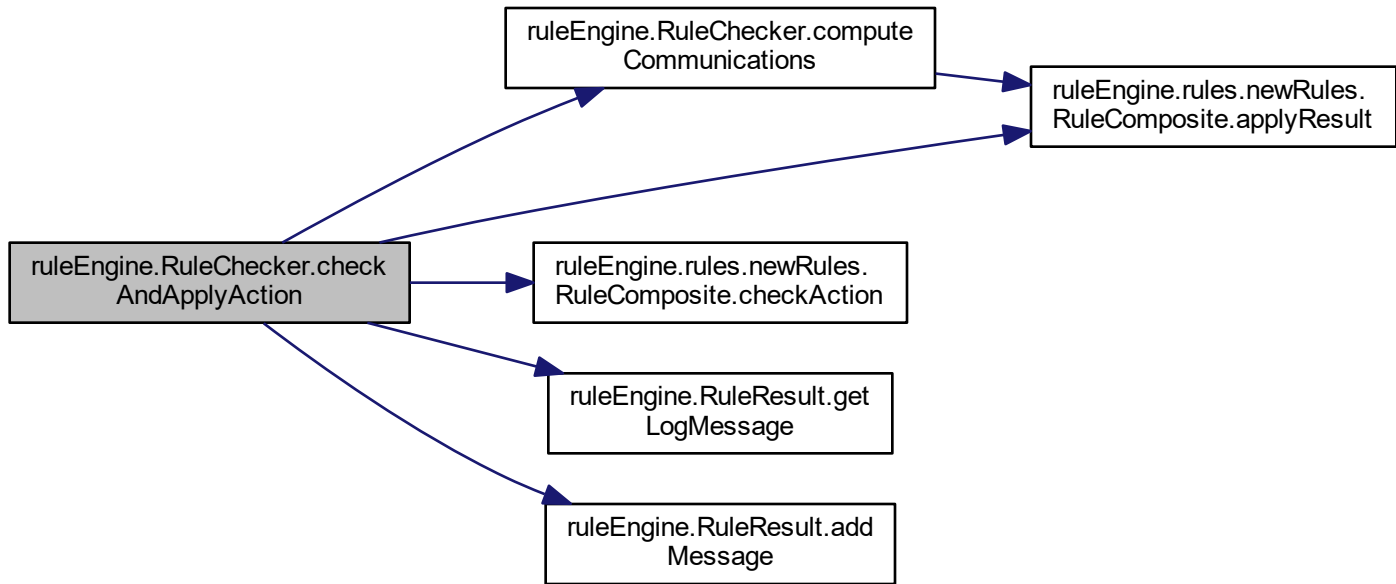 ruleEngine.RuleChecker.compute
Communications
ruleEngine.rules.newRules.
RuleComposite.applyResult
ruleEngine.RuleChecker.check
AndApplyAction
ruleEngine.rules.newRules.
RuleComposite.checkAction
ruleEngine.RuleResult.get
LogMessage
ruleEngine.RuleResult.add
Message